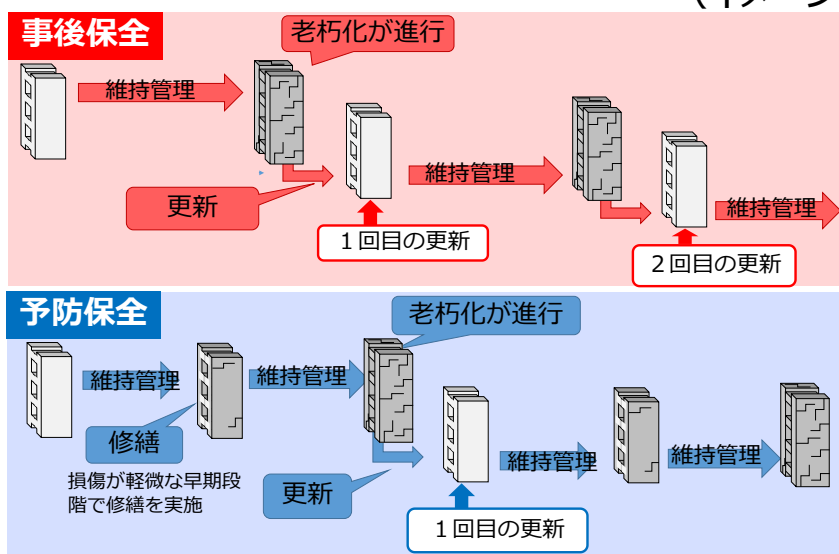 (イメージ
事後保全
老朽化が進行
維持管理
更新
1回目の更新
維持管理
2回目の更新
維持管理
予防保全
老朽化が進行
維持管理
維持管理
修繕
損傷が軽微な早期段
階で修繕を実施
更新
1回目の更新
維持管理
維持管理